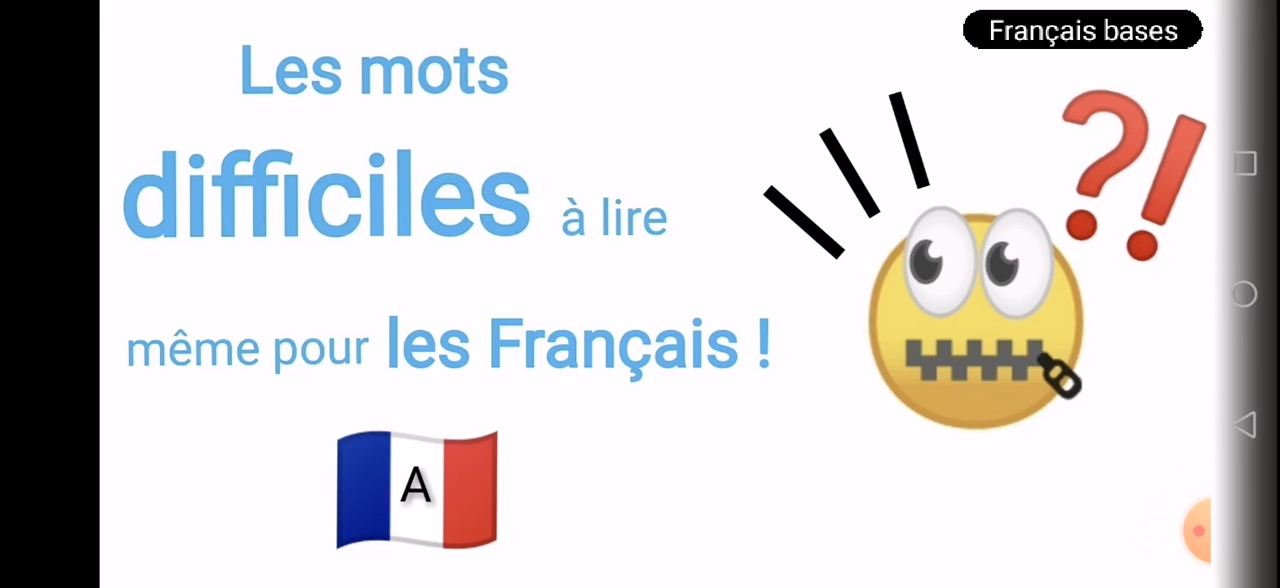 Français bases
Les mots
difficiles à lire
même pour les Français !
A